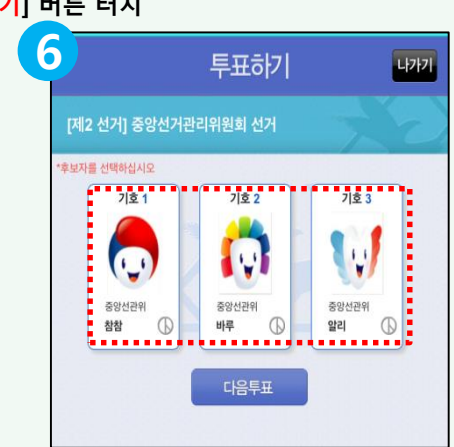 기] 버튼 터치
6
투표하기
나가기
[제2 선거] 중앙선거관리위원회 선거
*후보자를 선택하십시오
기호 1
기호 2
기호 3
중앙선관위
중앙선관위
중앙선관위
참참
바루
알리
다음투표